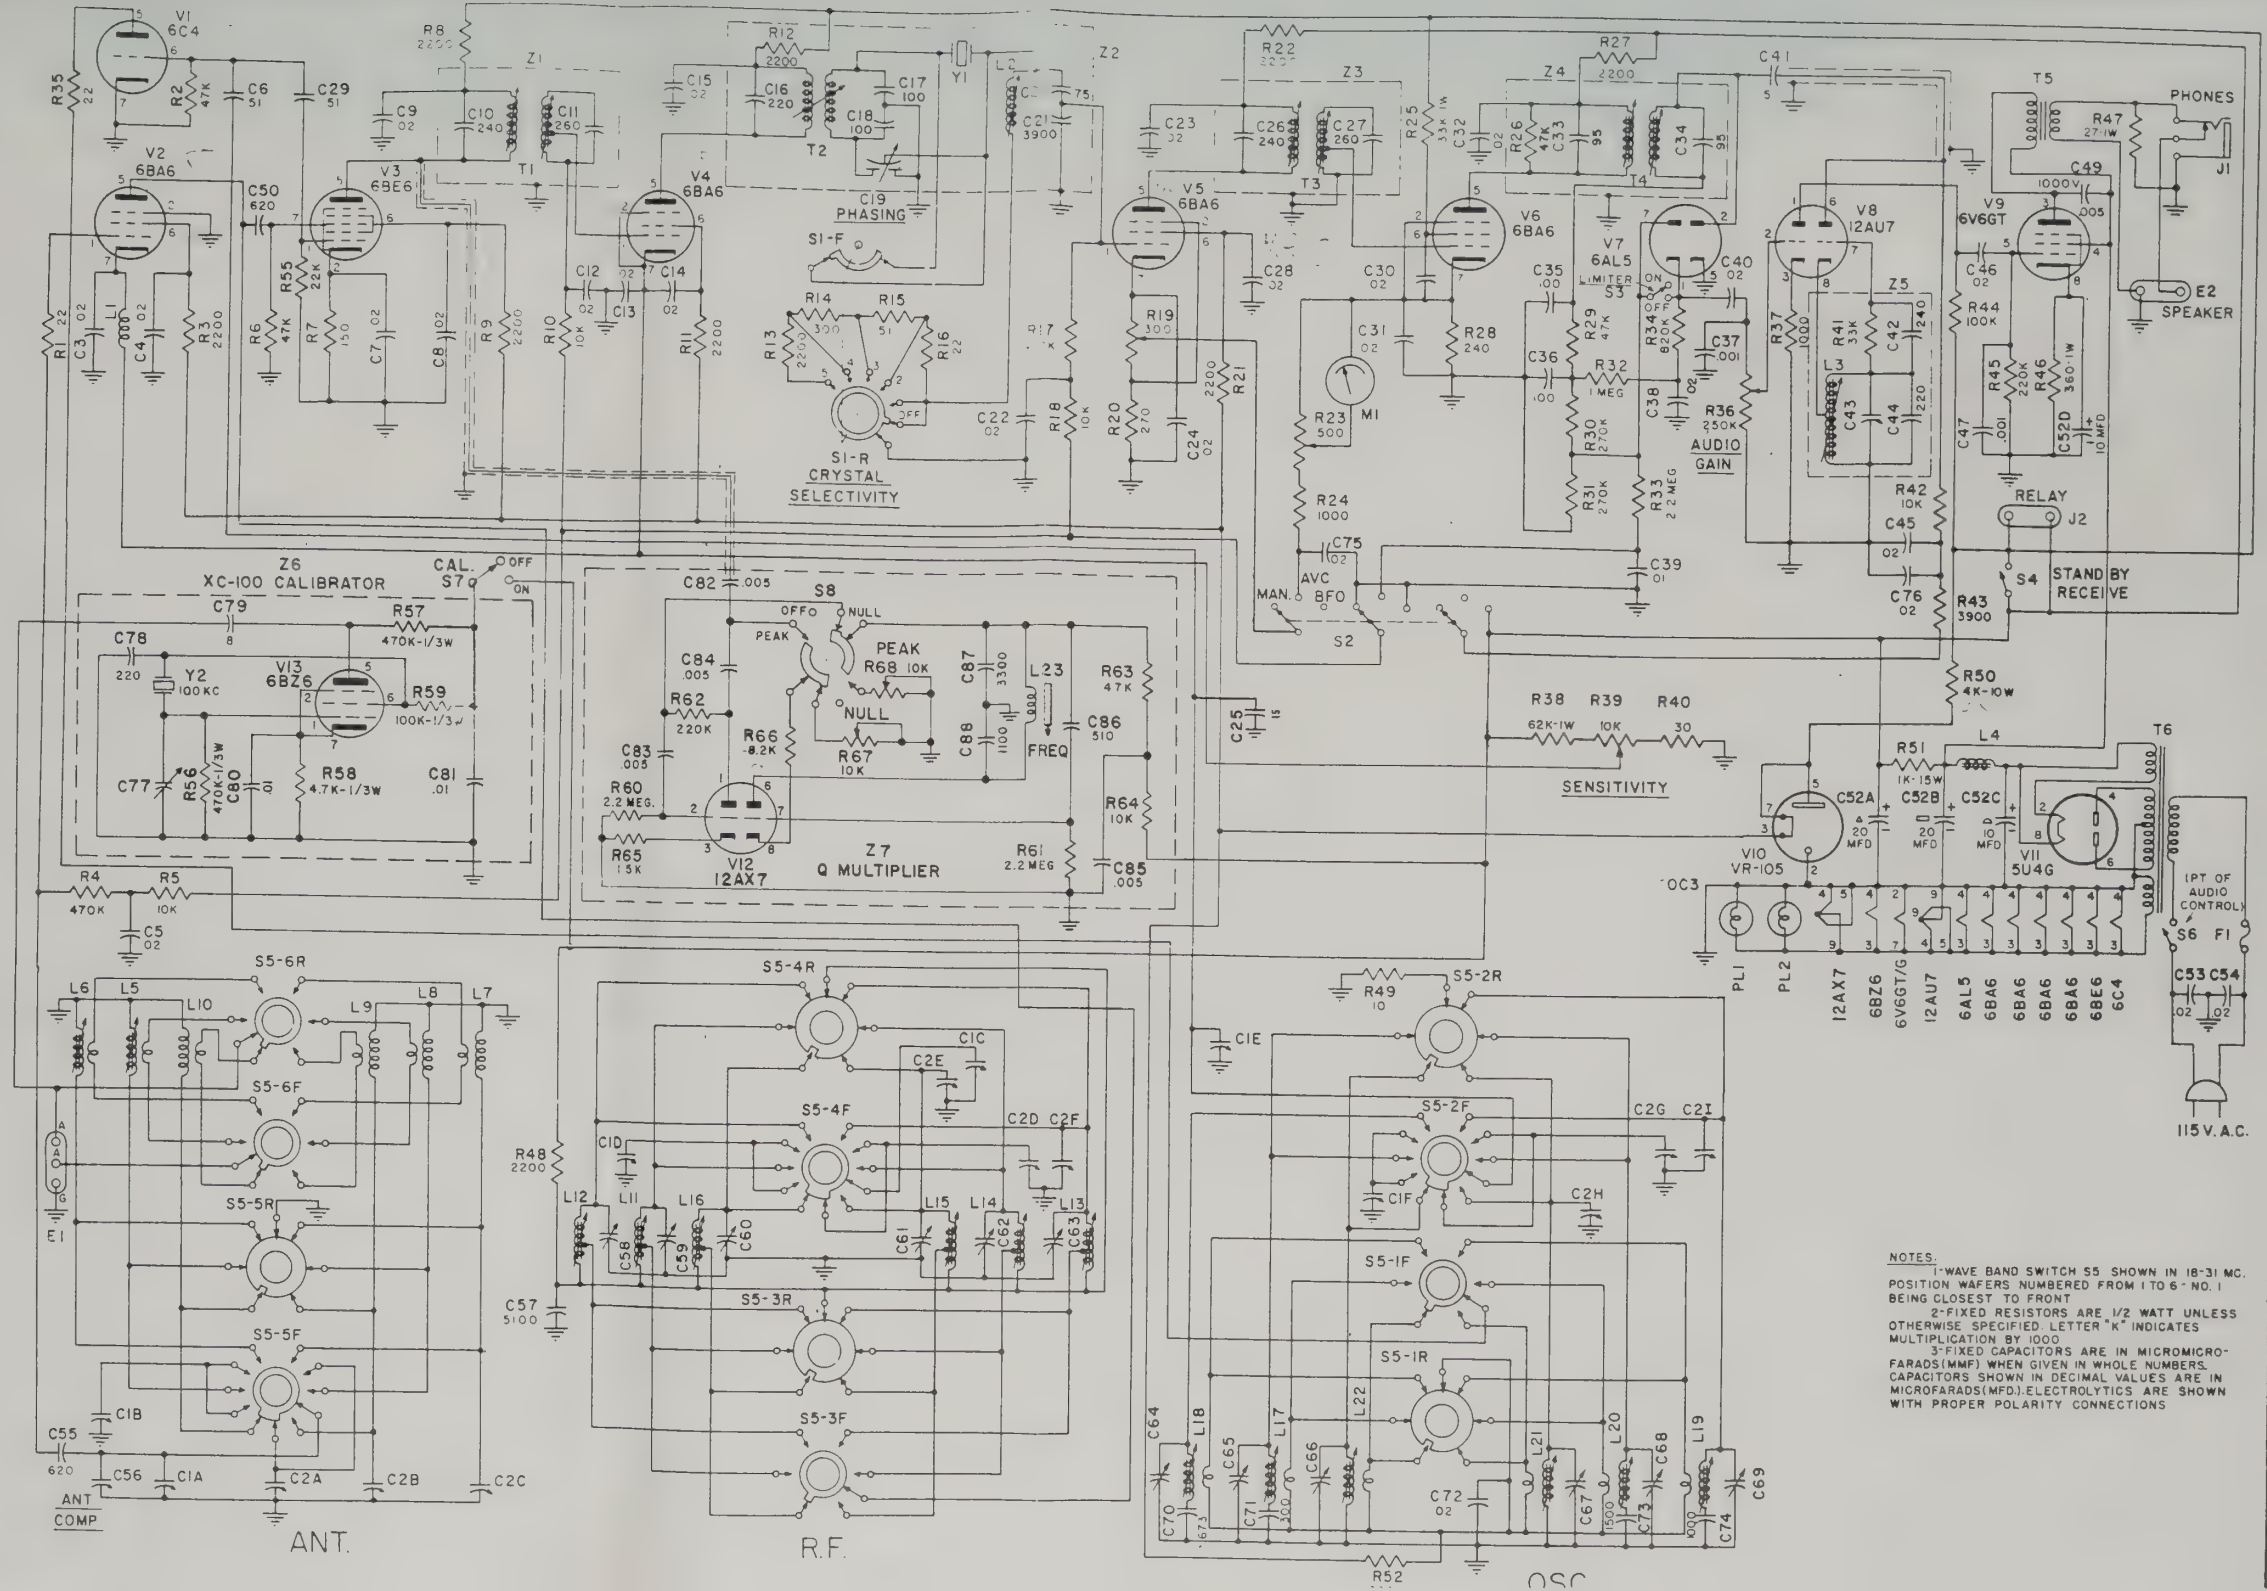 V1
6C4
R35
22
R2
47K
C6
51
C29
51
R8
2200
Z1
C9
02
C10
240
C11
260
T1
V2
6BA6
C50
620
V3
6BE6
R1
22
C3
02
L1
C4
02
R3
2200
R6
47K
R55
22K
R7
150
C7
02
C8
02
R9
2200
R10
10K
C12
02
C13
02
C14
02
R11
2200
V4
6BA6
R12
2200
C15
02
C16
220
T2
C17
100
C18
100
Y1
L2
Z2
75
C21
3900
C19
PHASING
S1-F
R14
300
R15
51
R13
2200
R16
22
5
4
3
2
OFF
S1-R
CRYSTAL
SELECTIVITY
C22
02
R17
R18
10K
V5
6BA6
R19
300
R20
270
C24
02
R21
2200
C28
02
R22
2200
Z3
C23
02
C26
240
C27
260
T3
R25
33K-1W
V6
6BA6
C30
02
C31
02
R28
240
M1
R23
500
R24
1000
C75
02
Z4
R27
2200
C32
02
R26
47K
C33
95
C34
95
T4
C41
5
V7
6AL5
LIMITER
ON
S3
OFF
C35
100
C36
100
R29
47K
R32
1 MEG
R30
270K
R31
270K
R33
2.2 MEG
R34
820K
C38
02
C37
.001
C40
02
R36
250K
AUDIO
GAIN
C39
01
V8
12AU7
R37
1000
Z5
R41
33K
C42
240
L3
C43
C44
220
R42
10K
C45
02
C76
02
R43
3900
R44
100K
C46
02
V9
6V6GT
C49
1000V
.005
R45
220K
R46
360-1W
C47
.001
C52D
10 MFD
T5
PHONES
R47
27-1W
J1
E2
SPEAKER
RELAY
J2
S4
STAND BY
RECEIVE
Z6
XC-100 CALIBRATOR
CAL.
S7
OFF
ON
C79
8
R57
470K-1/3W
C78
220
Y2
100KC
V13
6BZ6
R59
100K-1/3W
C77
R56
470K-1/3W
C80
.01
R58
4.7K-1/3W
C81
.01
C82
.005
S8
OFF
NULL
PEAK
C84
.005
R62
220K
PEAK
R68 10K
NULL
R67
10K
R66
8.2K
C83
.005
R60
2.2 MEG.
R65
1.5K
V12
12AX7
Z7
Q MULTIPLIER
C87
3300
C88
1100
L23
FREQ
C86
510
R63
47K
R64
10K
R61
2.2 MEG
C85
.005
MAN.
AVC
BFO
S2
C25
15
R38
62K-1W
R39
10K
R40
30
SENSITIVITY
R50
4K-10W
R51
1K-15W
L4
T6
C52A
20
MFD
C52B
20
MFD
C52C
10
MFD
V10
VR-105
OC3
V11
5U4G
(PT OF
AUDIO
CONTROL)
S6
F1
C53
.02
C54
.02
115V. A.C.
PL1
PL2
12AX7
6BZ6
6V6GT/G
12AU7
6AL5
6BA6
6BA6
6BA6
6BA6
6BE6
6C4
R4
470K
R5
10K
C5
02
S5-6R
L6
L5
L10
L9
L8
L7
S5-6F
A
A
G
E1
S5-5R
S5-5F
C1B
C55
620
C56
C1A
C2A
C2B
C2C
ANT
COMP
ANT.
S5-4R
C1C
C2E
S5-4F
C2D
C2F
C1D
R48
2200
L12
L11
L16
C58
C59
C60
C61
L15
L14
C62
L13
C63
C57
5100
S5-3R
S5-3F
R.F.
R49
10
S5-2R
C1E
S5-2F
C2G
C2I
C1F
C2H
S5-1F
S5-1R
C64
L18
C65
L17
C66
L22
L21
C67
L20
C68
L19
C69
C70
673
C71
300
C72
02
1500
C73
1000
C74
R52
OSC
NOTES:
1-WAVE BAND SWITCH S5 SHOWN IN 18-31 MC.
POSITION WAFERS NUMBERED FROM 1 TO 6 - NO. 1
BEING CLOSEST TO FRONT
2-FIXED RESISTORS ARE 1/2 WATT UNLESS
OTHERWISE SPECIFIED. LETTER "K" INDICATES
MULTIPLICATION BY 1000
3-FIXED CAPACITORS ARE IN MICROMICRO-
FARADS(MMF) WHEN GIVEN IN WHOLE NUMBERS.
CAPACITORS SHOWN IN DECIMAL VALUES ARE IN
MICROFARADS(MFD.). ELECTROLYTICS ARE SHOWN
WITH PROPER POLARITY CONNECTIONS